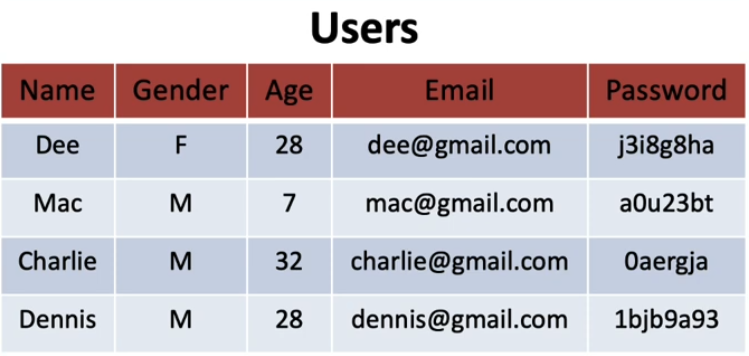 Users
Name Gender Age Email Password
Dee F 28 dee@gmail.com j3i8g8ha
Mac M 7 mac@gmail.com a0u23bt
Charlie M 32 charlie@gmail.com 0aergja
Dennis M 28 dennis@gmail.com 1bjb9a93